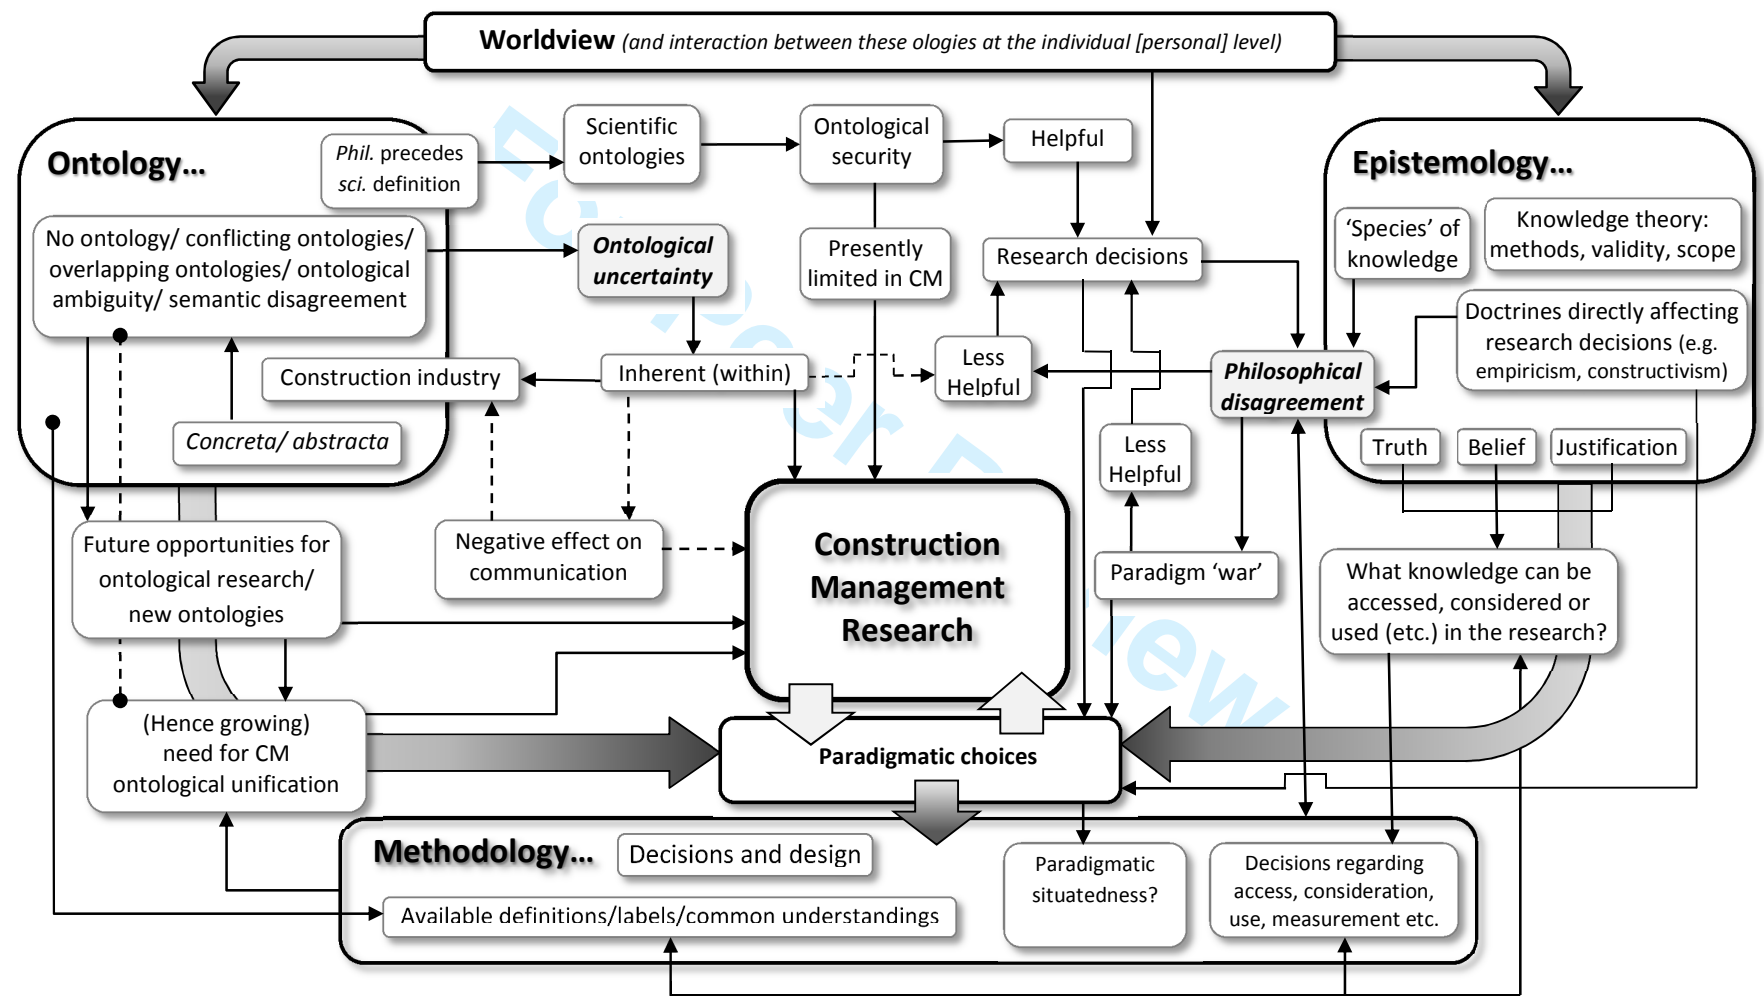 Worldview (and interaction between these ologies at the individual [personal] level)
Ontology...
Phil. precedes
sci. definition
Scientific
ontologies
Ontological
security
Helpful
Epistemology...
'Species' of
knowledge
Knowledge theory:
methods, validity, scope
No ontology/ conflicting ontologies/
overlapping ontologies/ ontological
ambiguity/ semantic disagreement
Ontological
uncertainty
Presently
limited in CM
Research decisions
Doctrines directly affecting
research decisions (e.g.
empiricism, constructivism)
Construction industry
Inherent (within)
Less
Helpful
Philosophical
disagreement
Concreta/ abstracta
Less
Helpful
Truth
Belief
Justification
Future opportunities for
ontological research/
new ontologies
Negative effect on
communication
Construction
Management
Research
Paradigm 'war'
What knowledge can be
accessed, considered or
used (etc.) in the research?
(Hence growing)
need for CM
ontological unification
Paradigmatic choices
Methodology...
Decisions and design
Available definitions/labels/common understandings
Paradigmatic
situatedness?
Decisions regarding
access, consideration,
use, measurement etc.